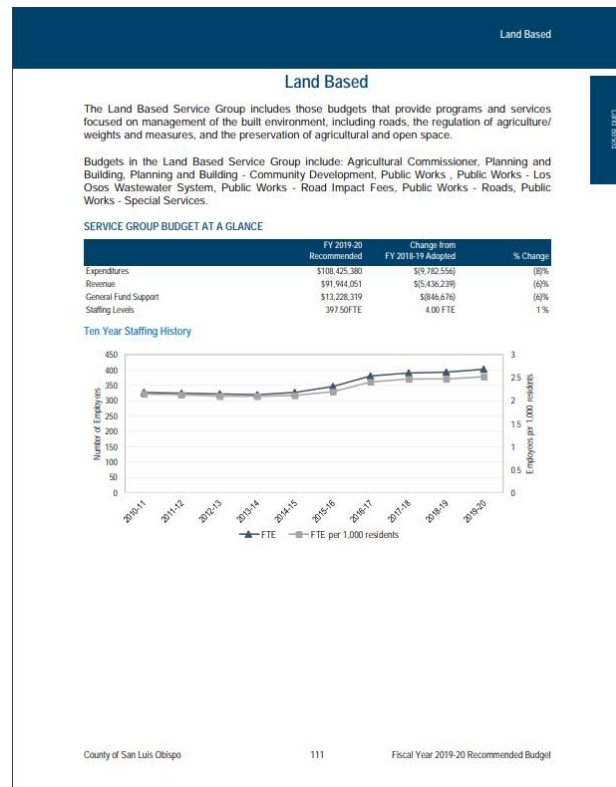 Land Based
Land Based
Land Based
The Land Based Service Group includes those budgets that provide programs and services
focused on management of the built environment, including roads, the regulation of agriculture/
weights and measures, and the preservation of agricultural and open space.
Budgets in the Land Based Service Group include: Agricultural Commissioner, Planning and
Building, Planning and Building - Community Development, Public Works , Public Works - Los
Osos Wastewater System, Public Works - Road Impact Fees, Public Works - Roads, Public
Works - Special Services.
SERVICE GROUP BUDGET AT A GLANCE
FY 2019-20 Change from
Recommended FY 2018-19 Adopted % Change
Expenditures $108,425,380 $(9,782,556) (8)%
Revenue $91,944,051 $(5,436,239) (6)%
General Fund Support $13,228,319 $(846,676) (6)%
Staffing Levels 397.50FTE 4.00 FTE 1 %
Ten Year Staffing History
Number of Employees
450
400
350
300
250
200
150
100
50
0
3
2.5
2
1.5
1
0.5
0
Employees per 1,000 residents
2010-11 2011-12 2012-13 2013-14 2014-15 2015-16 2016-17 2017-18 2018-19 2019-20
FTE FTE per 1,000 residents
County of San Luis Obispo 111 Fiscal Year 2019-20 Recommended Budget